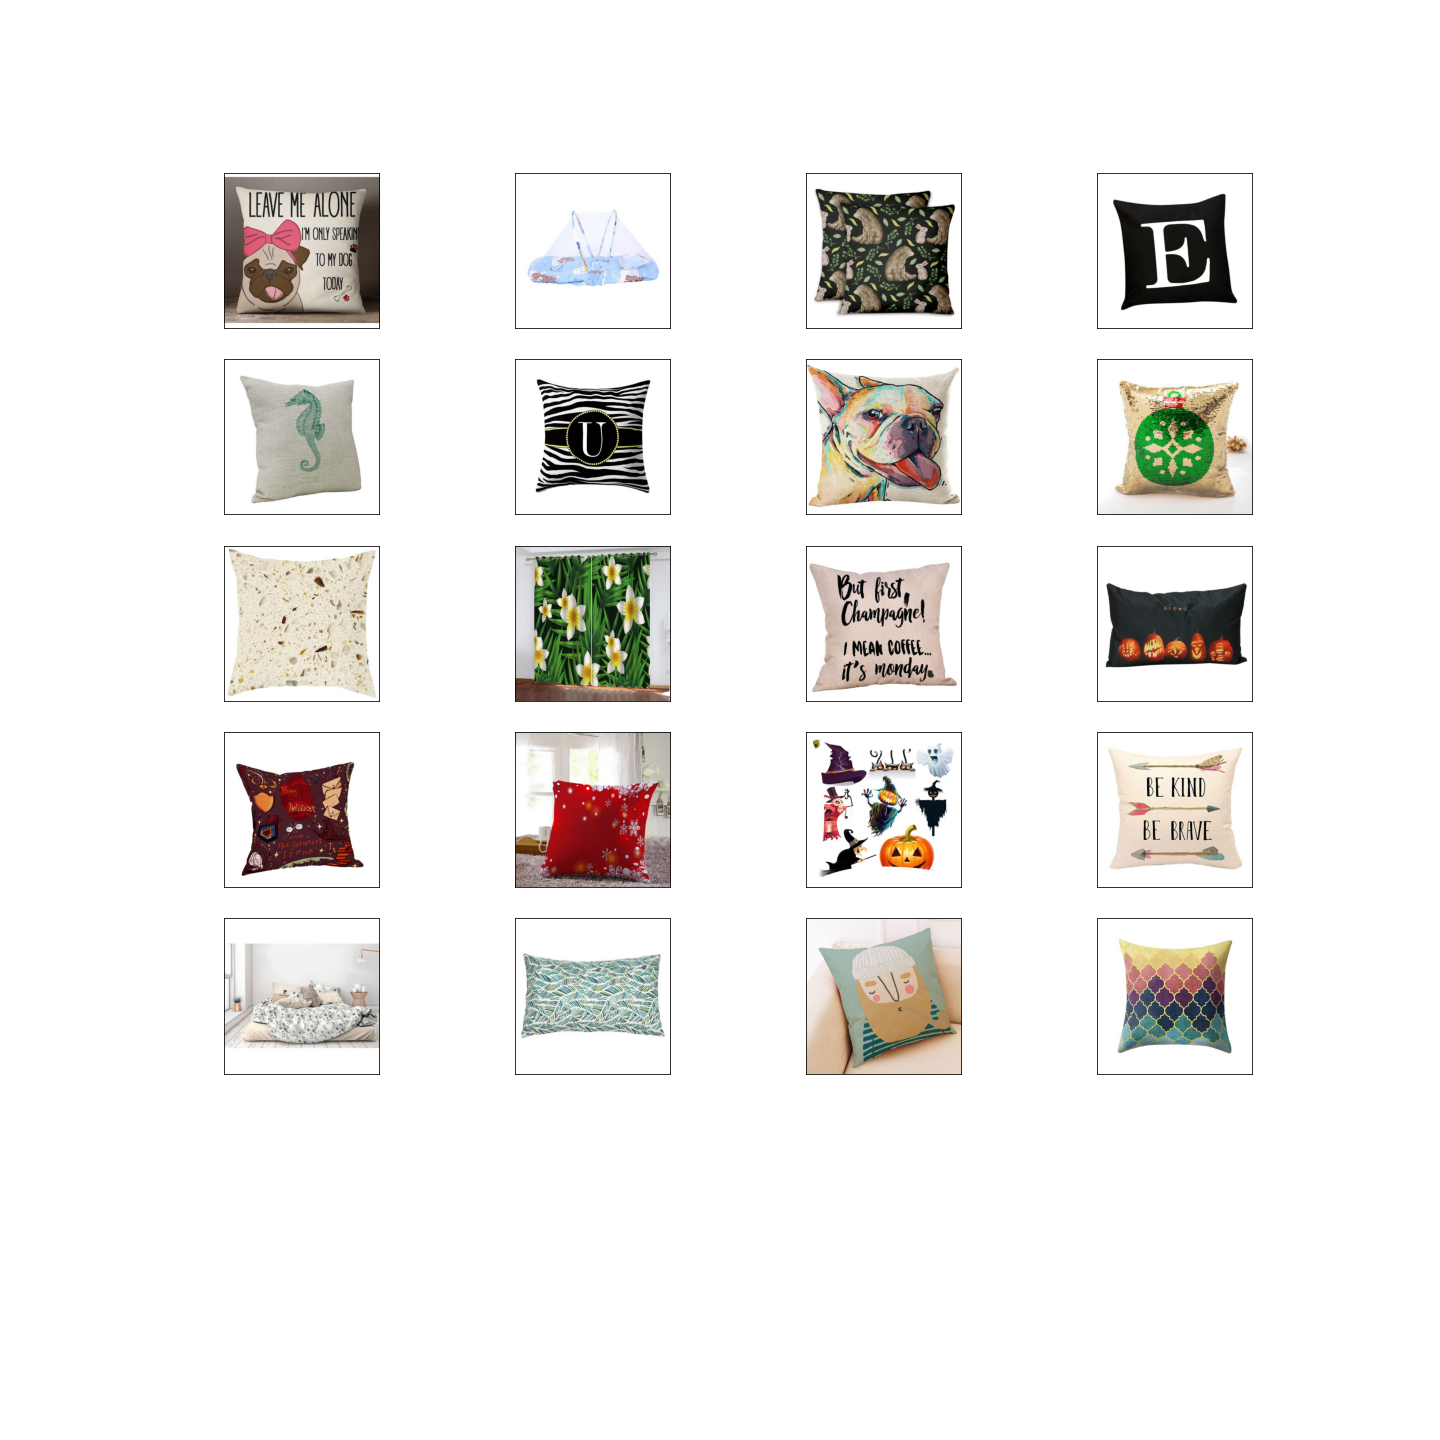 LEAVE ME ALONE
I'M ONLY SPEAKIN
TO MY DOG
TODAY
E
U
But first,
Champagne!
I MEAN COFFEE...
it's monday.
BE KIND
BE BRAVE